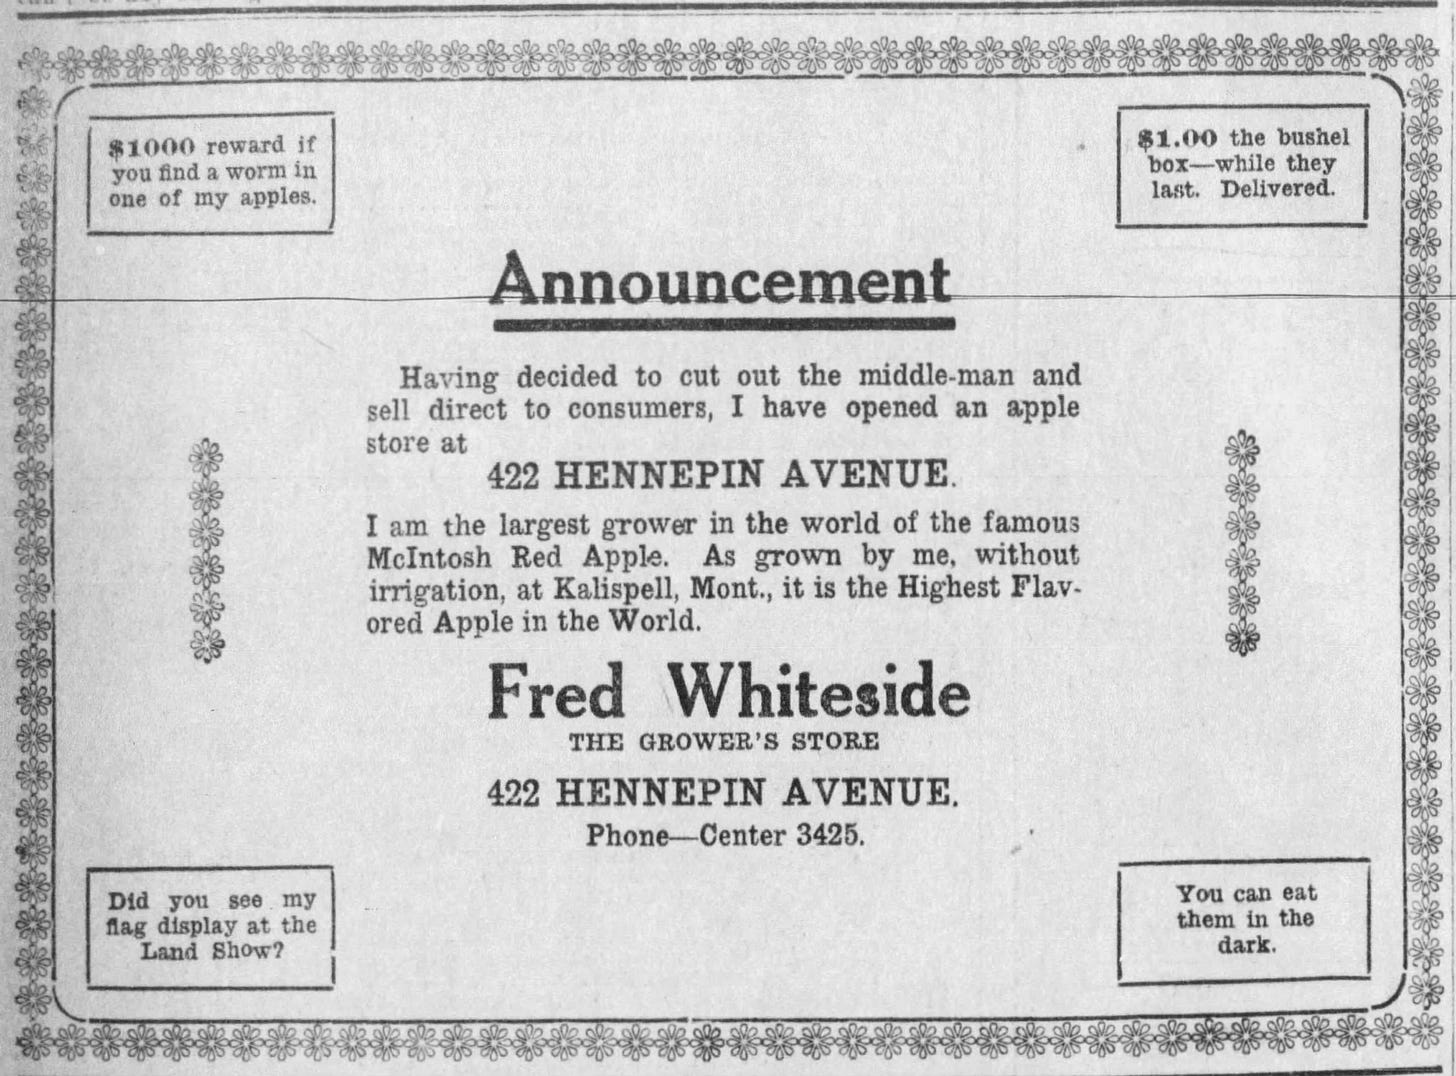 $1000 reward if
you find a worm in
one of my apples.
$1.00 the bushel
box—while they
last. Delivered.
Announcement
Having decided to cut out the middle-man and
sell direct to consumers, I have opened an apple
store at
422 HENNEPIN AVENUE.
I am the largest grower in the world of the famous
McIntosh Red Apple. As grown by me, without
irrigation, at Kalispell, Mont., it is the Highest Flav-
ored Apple in the World.
Fred Whiteside
THE GROWER'S STORE
422 HENNEPIN AVENUE.
Phone—Center 3425.
Did you see my
flag display at the
Land Show?
You can eat
them in the
dark.